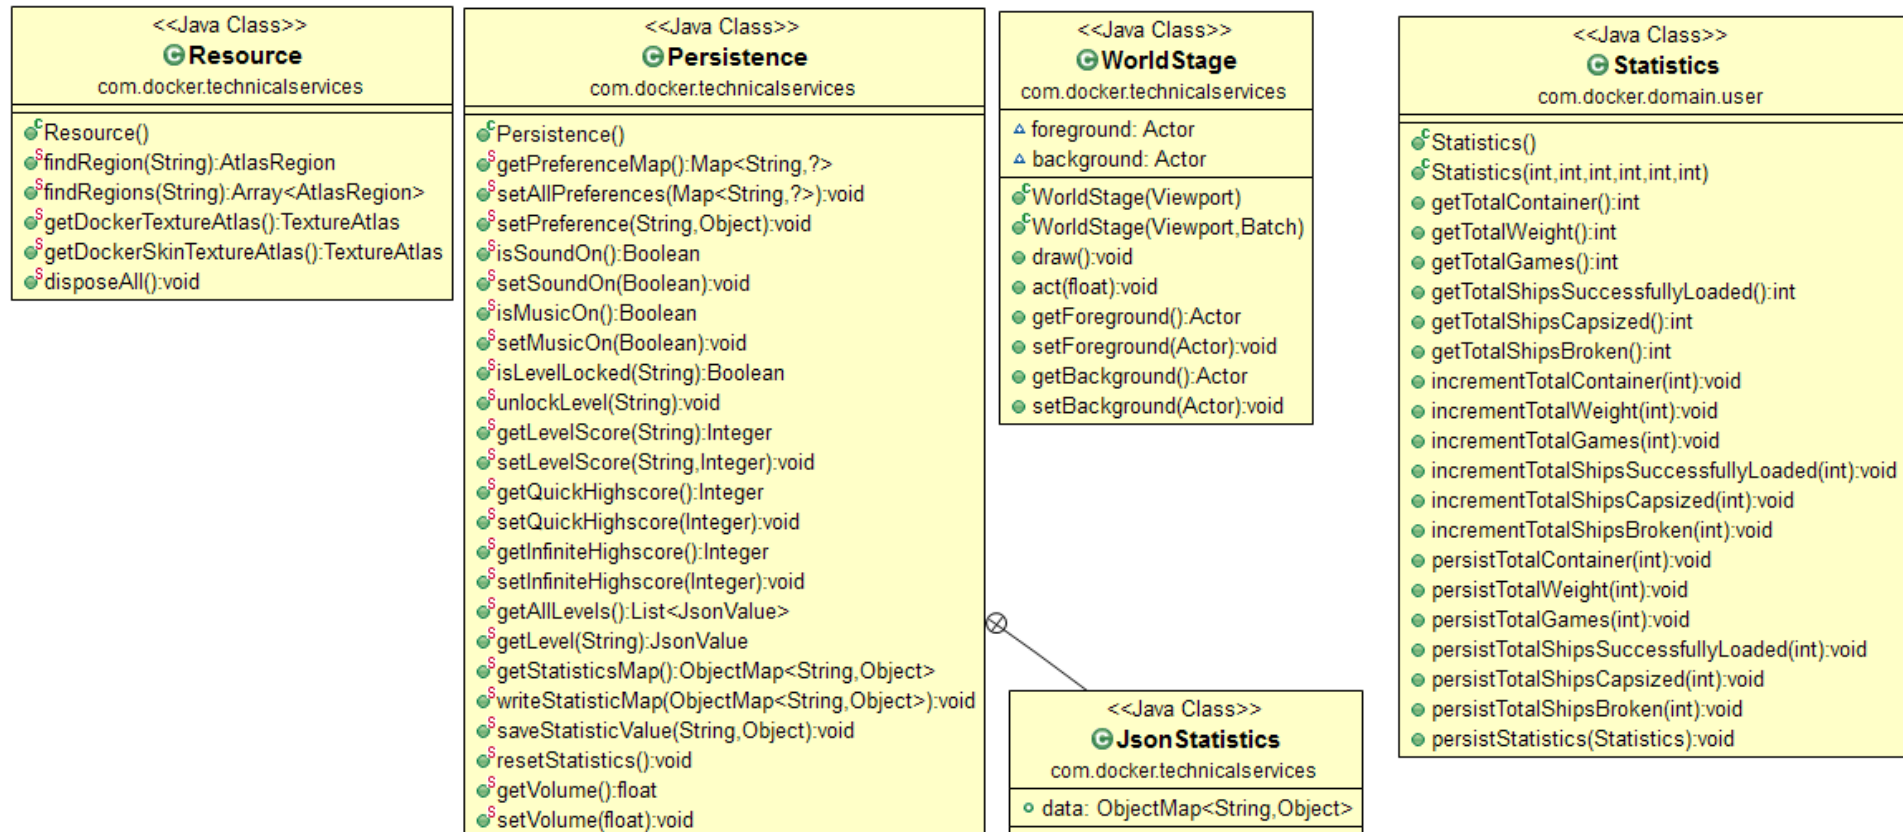 <<Java Class>>
Resource
com.docker.technicalservices
Resource()
findRegion(String):AtlasRegion
findRegions(String):Array<AtlasRegion>
getDockerTextureAtlas():TextureAtlas
getDockerSkinTextureAtlas():TextureAtlas
disposeAll():void
<<Java Class>>
Persistence
com.docker.technicalservices
Persistence()
getPreferenceMap():Map<String,?>
setAllPreferences(Map<String,?>):void
setPreference(String,Object):void
isSoundOn():Boolean
setSoundOn(Boolean):void
isMusicOn():Boolean
setMusicOn(Boolean):void
isLevelLocked(String):Boolean
unlockLevel(String):void
getLevelScore(String):Integer
setLevelScore(String,Integer):void
getQuickHighscore():Integer
setQuickHighscore(Integer):void
getInfiniteHighscore():Integer
setInfiniteHighscore(Integer):void
getAllLevels():List<JsonValue>
getLevel(String):JsonValue
getStatisticsMap():ObjectMap<String,Object>
writeStatisticMap(ObjectMap<String,Object>):void
saveStatisticValue(String,Object):void
resetStatistics():void
getVolume():float
setVolume(float):void
<<Java Class>>
WorldStage
com.docker.technicalservices
foreground: Actor
background: Actor
WorldStage(Viewport)
WorldStage(Viewport,Batch)
draw():void
act(float):void
getForeground():Actor
setForeground(Actor):void
getBackground():Actor
setBackground(Actor):void
<<Java Class>>
JsonStatistics
com.docker.technicalservices
data: ObjectMap<String,Object>
<<Java Class>>
Statistics
com.docker.domain.user
Statistics()
Statistics(int,int,int,int,int,int)
getTotalContainer():int
getTotalWeight():int
getTotalGames():int
getTotalShipsSuccessfullyLoaded():int
getTotalShipsCapsized():int
getTotalShipsBroken():int
incrementTotalContainer(int):void
incrementTotalWeight(int):void
incrementTotalGames(int):void
incrementTotalShipsSuccessfullyLoaded(int):void
incrementTotalShipsCapsized(int):void
incrementTotalShipsBroken(int):void
persistTotalContainer(int):void
persistTotalWeight(int):void
persistTotalGames(int):void
persistTotalShipsSuccessfullyLoaded(int):void
persistTotalShipsCapsized(int):void
persistTotalShipsBroken(int):void
persistStatistics(Statistics):void